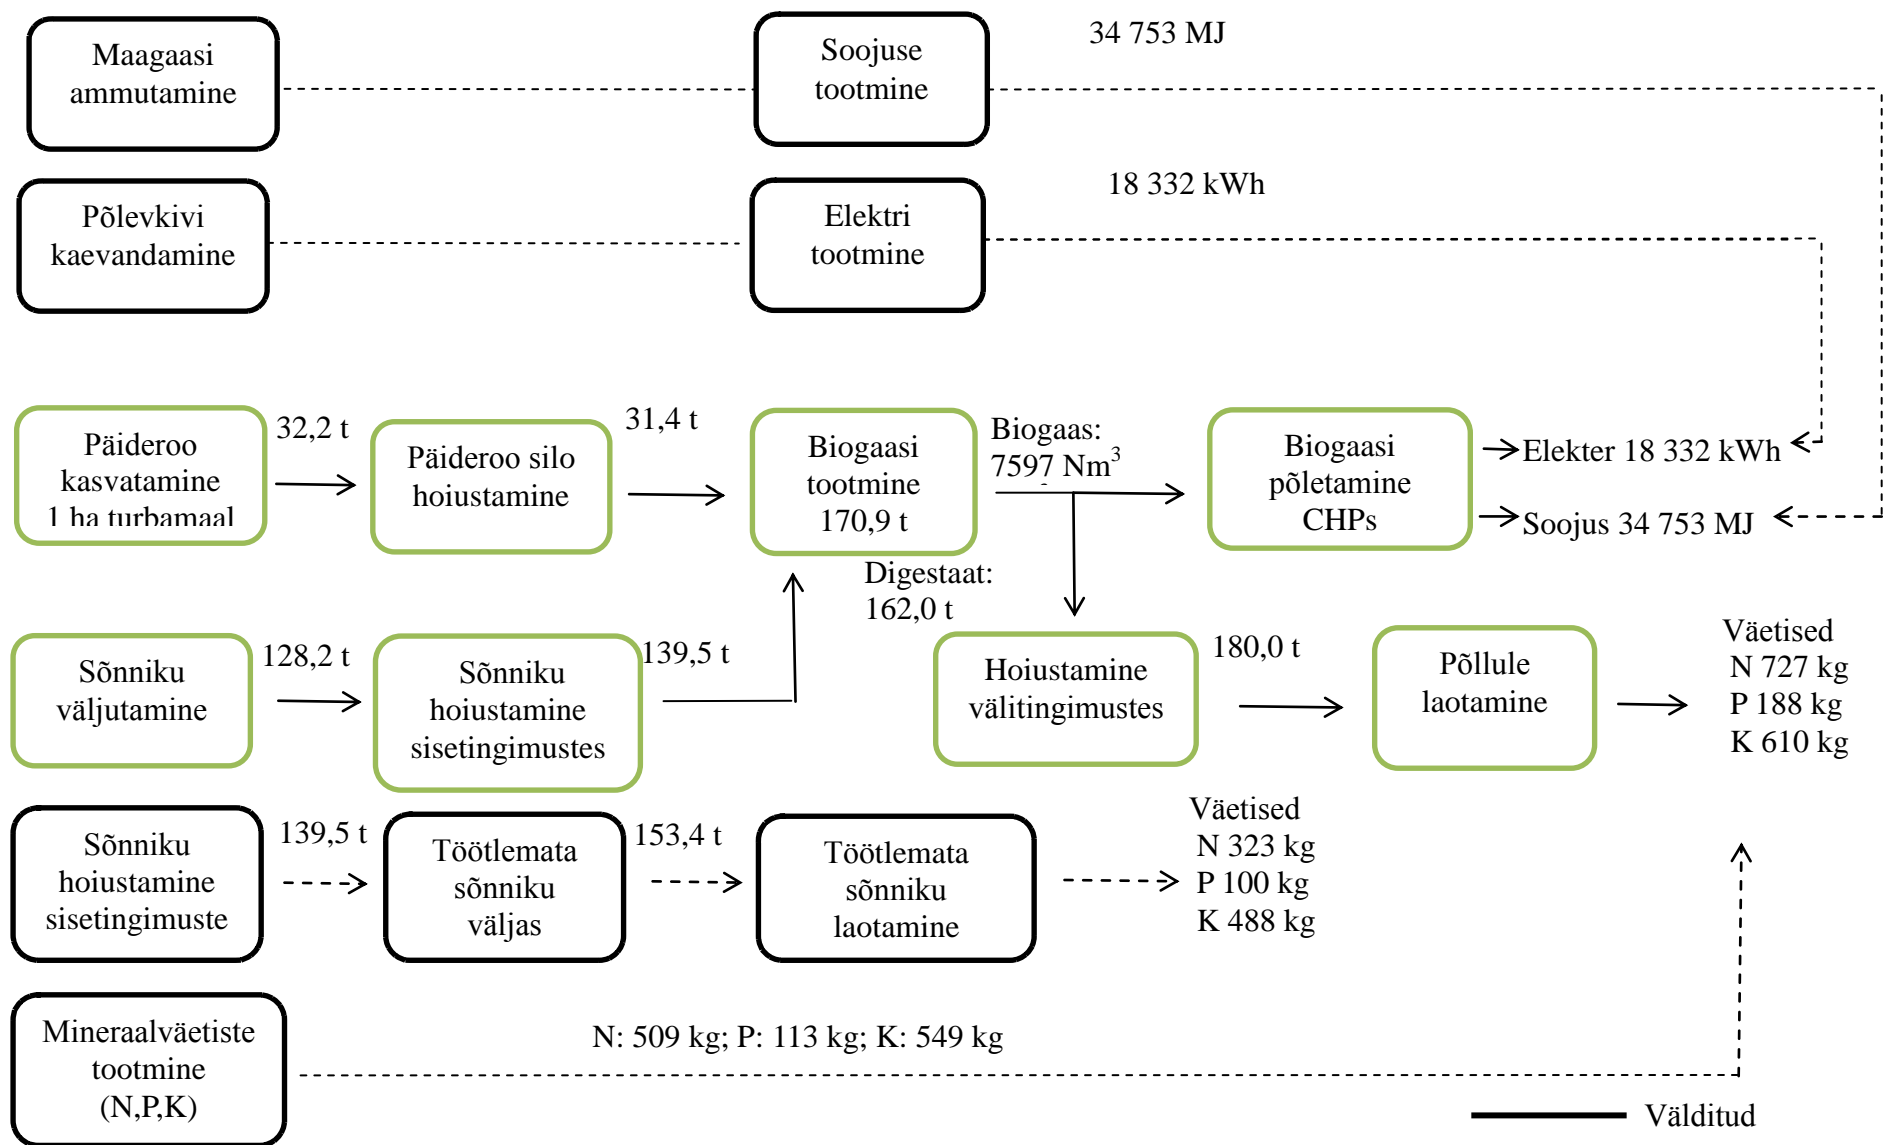 Maagaasi
ammutamine
Soojuse
tootmine
34 753 MJ
Põlevkivi
kaevandamine
Elektri
tootmine
18 332 kWh
Päideroo
kasvatamine
1 ha turbamaal
32,2 t
Päideroo silo
hoiustamine
31,4 t
Biogaasi
tootmine
170,9 t
Biogaas:
7597 Nm³
Biogaasi
põletamine
CHPs
Elekter 18 332 kWh
Soojus 34 753 MJ
Digestaat:
162,0 t
Sõnniku
väljutamine
128,2 t
Sõnniku
hoiustamine
sisetingimustes
139,5 t
Hoiustamine
välitingimustes
180,0 t
Põllule
laotamine
Väetised
N 727 kg
P 188 kg
K 610 kg
Sõnniku
hoiustamine
sisetingimuste
139,5 t
Töötlemata
sõnniku
väljas
153,4 t
Töötlemata
sõnniku
laotamine
Väetised
N 323 kg
P 100 kg
K 488 kg
Mineraalväetiste
tootmine
(N,P,K)
N: 509 kg; P: 113 kg; K: 549 kg
Välditud